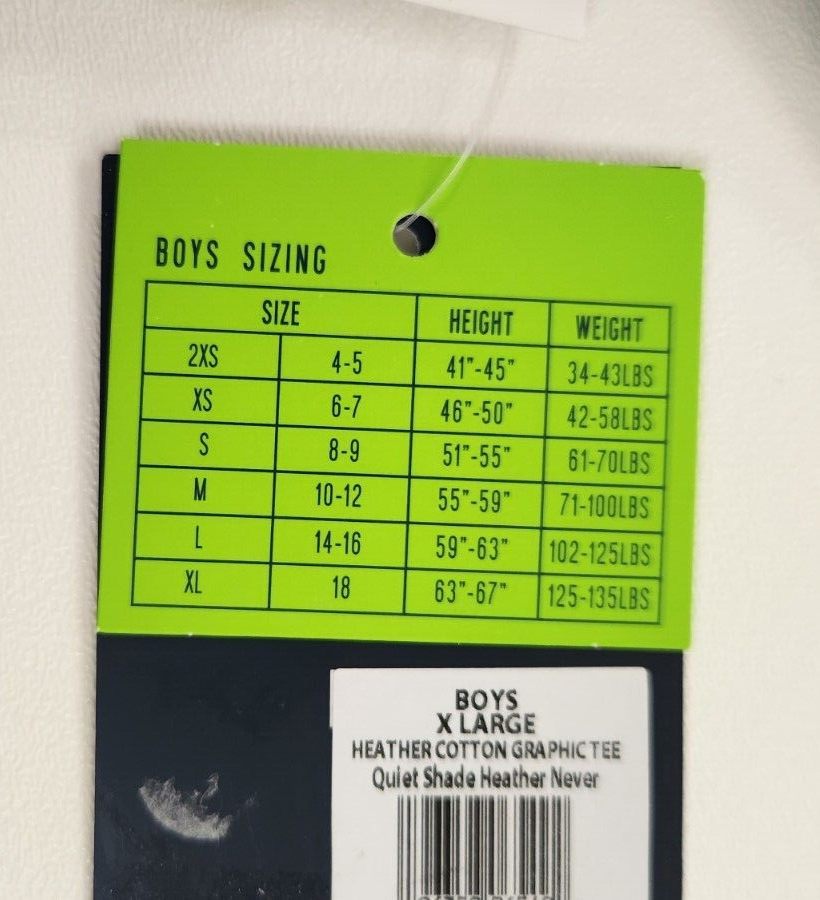 BOYS SIZING
SIZE HEIGHT WEIGHT
2XS 4-5 41"-45" 34-43LBS
XS 6-7 46"-50" 42-58LBS
S 8-9 51"-55" 61-70LBS
M 10-12 55"-59" 71-100LBS
L 14-16 59"-63" 102-125LBS
XL 18 63"-67" 125-135LBS
BOYS
X LARGE
HEATHER COTTON GRAPHIC TEE
Quiet Shade Heather Never